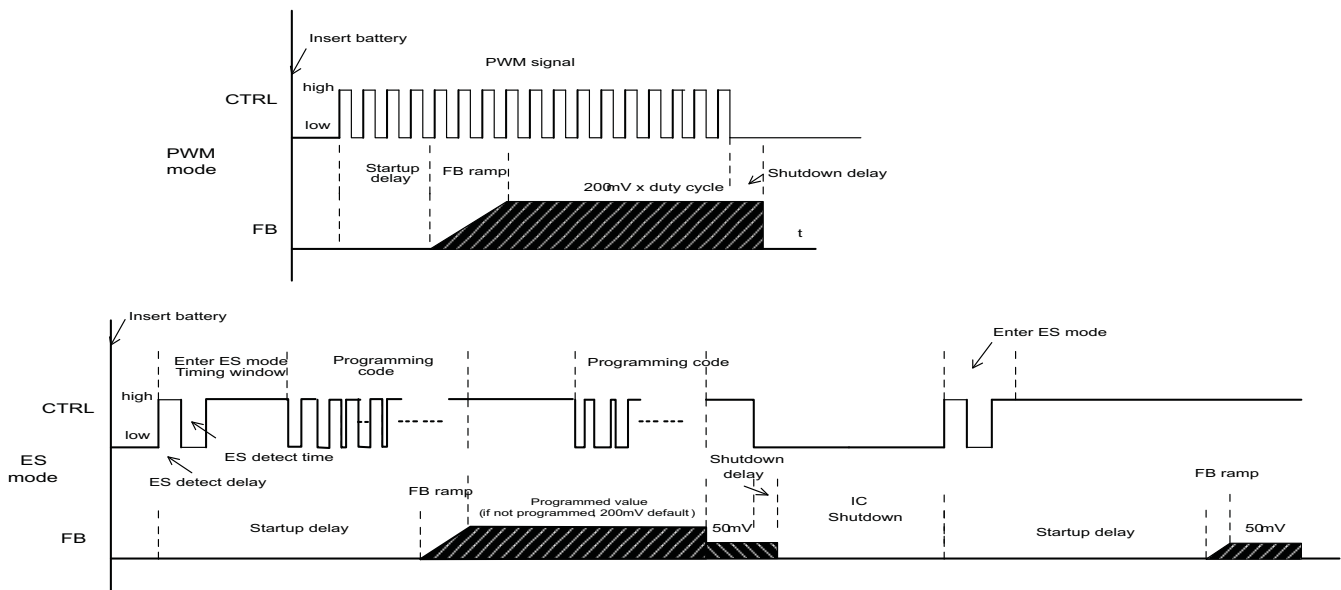 Insert battery
PWM signal
CTRL
high
low
PWM
mode
Startup
delay
FB ramp
200mV x duty cycle
Shutdown delay
FB
t
Insert battery
Enter ES mode
Timing window
Programming
code
Programming code
Enter ES mode
CTRL
high
low
ES
mode
ES detect time
ES detect delay
Shutdown
delay
FB ramp
Programmed value
(if not programmed, 200mV default)
50mV
IC
Shutdown
FB ramp
50mV
Startup delay
Startup delay
FB